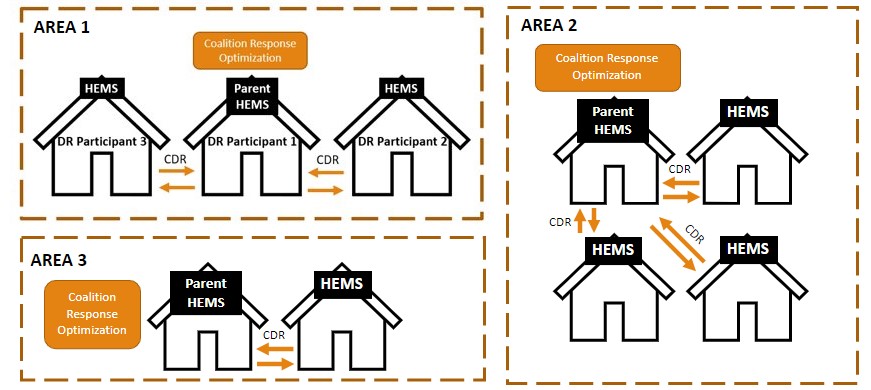 AREA 1
Coalition Response
Optimization
HEMS
Parent
HEMS
HEMS
DR Participant 3
DR Participant 1
DR Participant 2
CDR
CDR
AREA 2
Coalition Response
Optimization
Parent
HEMS
HEMS
CDR
CDR
CDR
HEMS
HEMS
AREA 3
Coalition
Response
Optimization
Parent
HEMS
HEMS
CDR